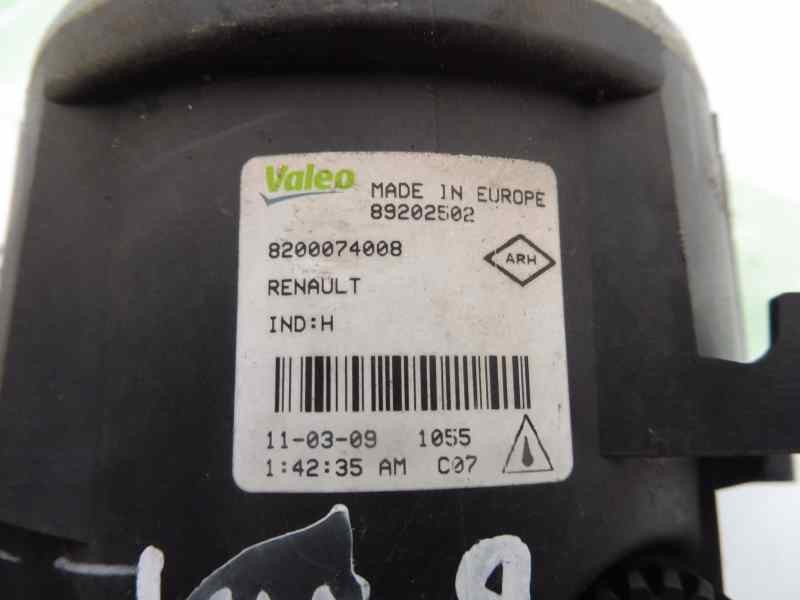 Valeo MADE IN EUROPE
89202502
8200074008
ARH
RENAULT
IND:H
11-03-09 1055
1:42:35 AM C07